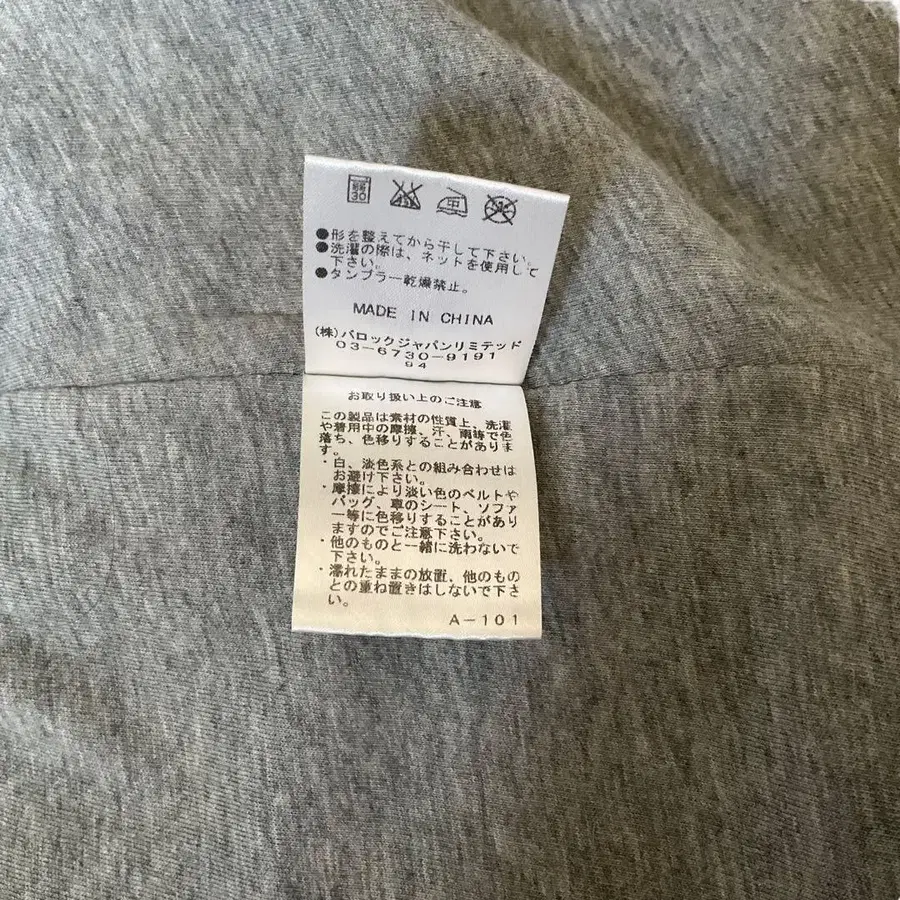 30
●形を整えてから干して下さい。
●洗濯の際は、ネットを使用して
下さい。
●タンブラー乾燥禁止。
MADE IN CHINA
(株)バロックジャパンリミテッド
03-6730-9191
94
お取り扱い上のご注意
この製品は素材の性質上、洗濯
や着用中の摩擦、汗、雨等で色
落ち、色移りすることがありま
す。
・白、淡色系との組み合わせは
お避け下さい。
・摩擦により淡い色のベルトや
バッグ、車のシート、ソファ
ー等に色移りすることがあり
ますのでご注意下さい。
・他のものと一緒に洗わないで
下さい。
・濡れたままの放置、他のもの
との重ね置きはしないで下さ
い。
A-101